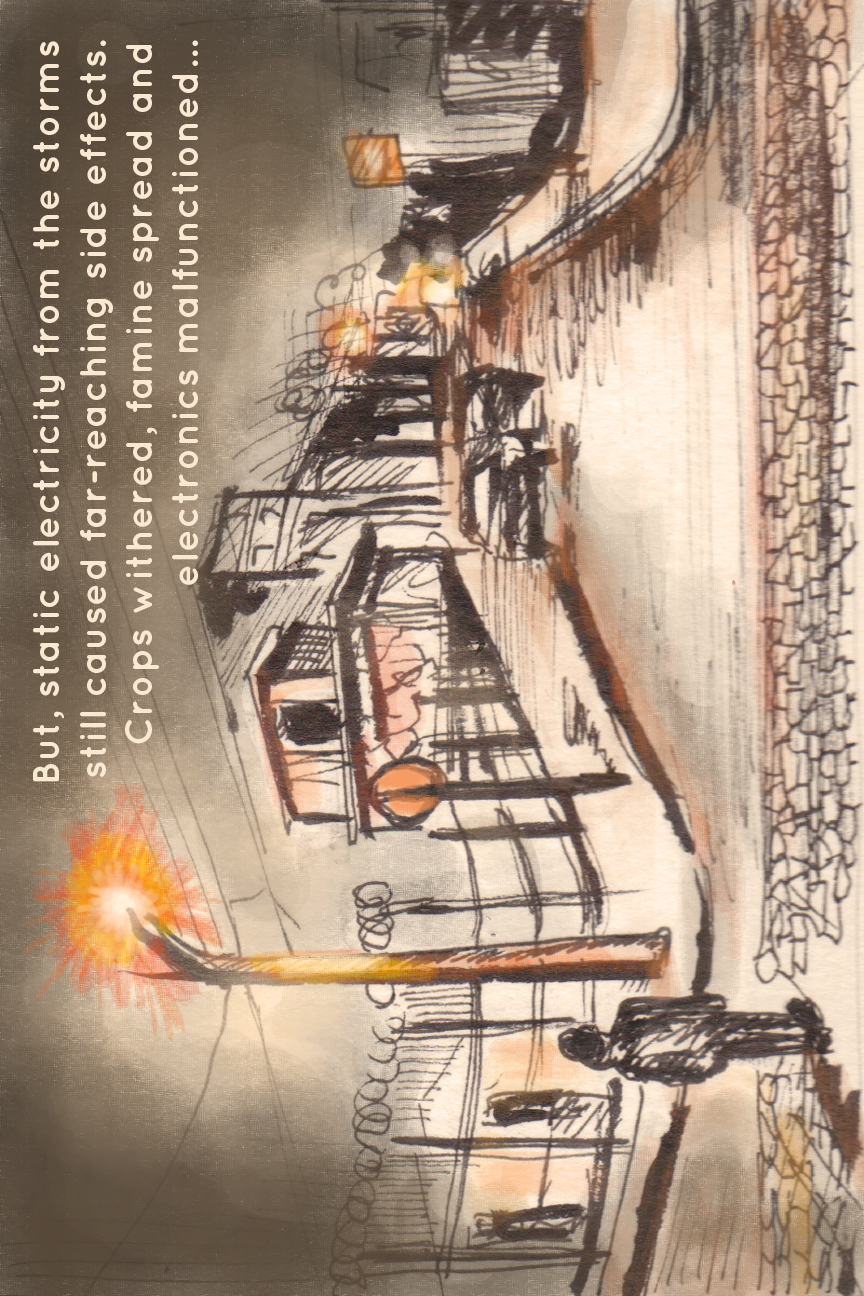 But, static electricity from the storms
still caused far-reaching side effects.
Crops withered, famine spread and
electronics malfunctioned...